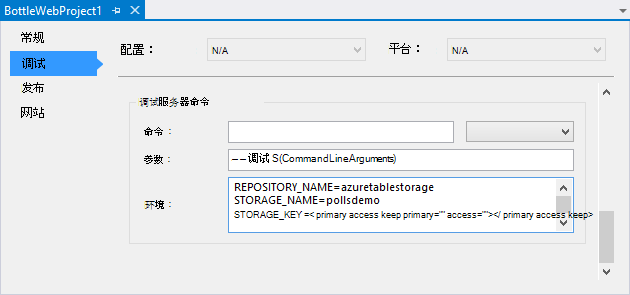 BottleWebProject1
常规
调试
发布
网站
配置：
N/A
平台：
N/A
调试服务器命令
命令：
参数：
——调试 S(CommandLineArguments)
环境：
REPOSITORY_NAME=azuretablestorage
STORAGE_NAME=pollsdemo
STORAGE_KEY =< primary access keep primary="" access=""></ primary access keep>